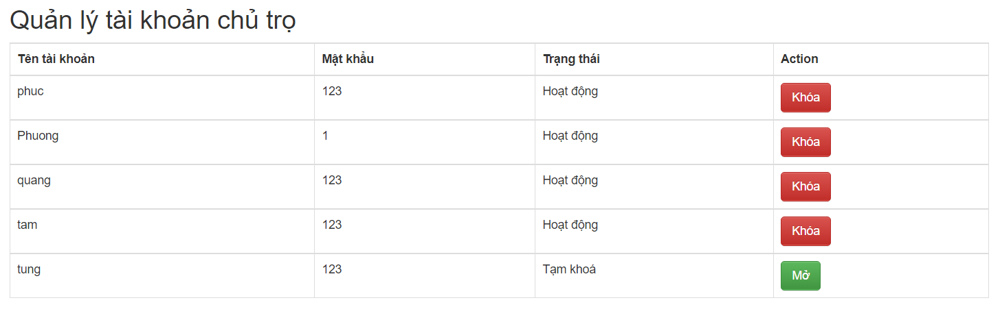 Quản lý tài khoản chủ trọ
Tên tài khoản Mật khẩu Trạng thái Action
phuc 123 Hoạt động Khóa
Phuong 1 Hoạt động Khóa
quang 123 Hoạt động Khóa
tam 123 Hoạt động Khóa
tung 123 Tạm khoá Mở